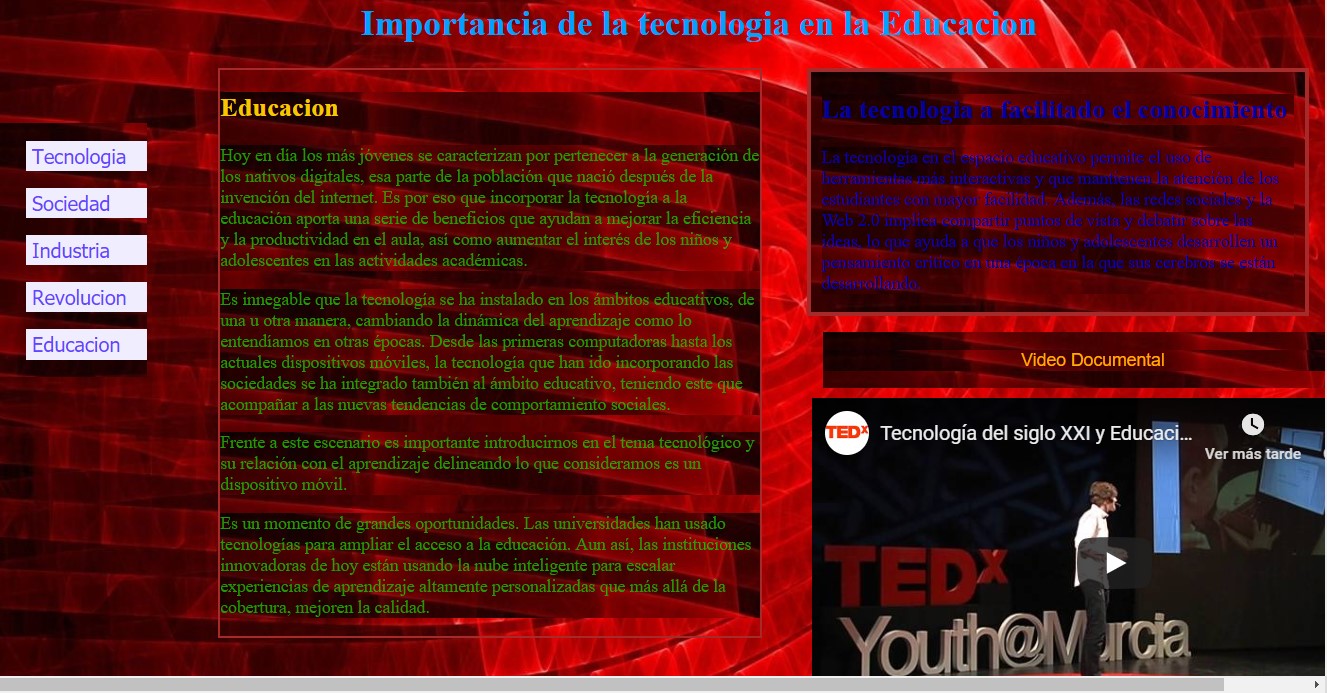 Importancia de la tecnologia en la Educacion
Tecnologia
Sociedad
Industria
Revolucion
Educacion
Educacion
Hoy en día los más jóvenes se caracterizan por pertenecer a la generación de
los nativos digitales, esa parte de la población que nació después de la
invención del internet. Es por eso que incorporar la tecnología a la
educación aporta una serie de beneficios que ayudan a mejorar la eficiencia
y la productividad en el aula, así como aumentar el interés de los niños y
adolescentes en las actividades académicas.
Es innegable que la tecnología se ha instalado en los ámbitos educativos, de
una u otra manera, cambiando la dinámica del aprendizaje como lo
entendíamos en otras épocas. Desde las primeras computadoras hasta los
actuales dispositivos móviles, la tecnología que han ido incorporando las
sociedades se ha integrado también al ámbito educativo, teniendo este que
acompañar a las nuevas tendencias de comportamiento sociales.
Frente a este escenario es importante introducirnos en el tema tecnológico y
su relación con el aprendizaje delineando lo que consideramos es un
dispositivo móvil.
Es un momento de grandes oportunidades. Las universidades han usado
tecnologías para ampliar el acceso a la educación. Aun así, las instituciones
innovadoras de hoy están usando la nube inteligente para escalar
experiencias de aprendizaje altamente personalizadas que más allá de la
cobertura, mejoren la calidad.
La tecnologia a facilitado el conocimiento
La tecnología en el espacio educativo permite el uso de
herramientas más interactivas y que mantienen la atención de los
estudiantes con mayor facilidad. Además, las redes sociales y la
Web 2.0 implica compartir puntos de vista y debatir sobre las
ideas, lo que ayuda a que los niños y adolescentes desarrollen un
pensamiento crítico en una época en la que sus cerebros se están
desarrollando.
Video Documental
TEDx
Tecnología del siglo XXI y Educaci...
Ver más tarde
TEDx
Youth@Murcia